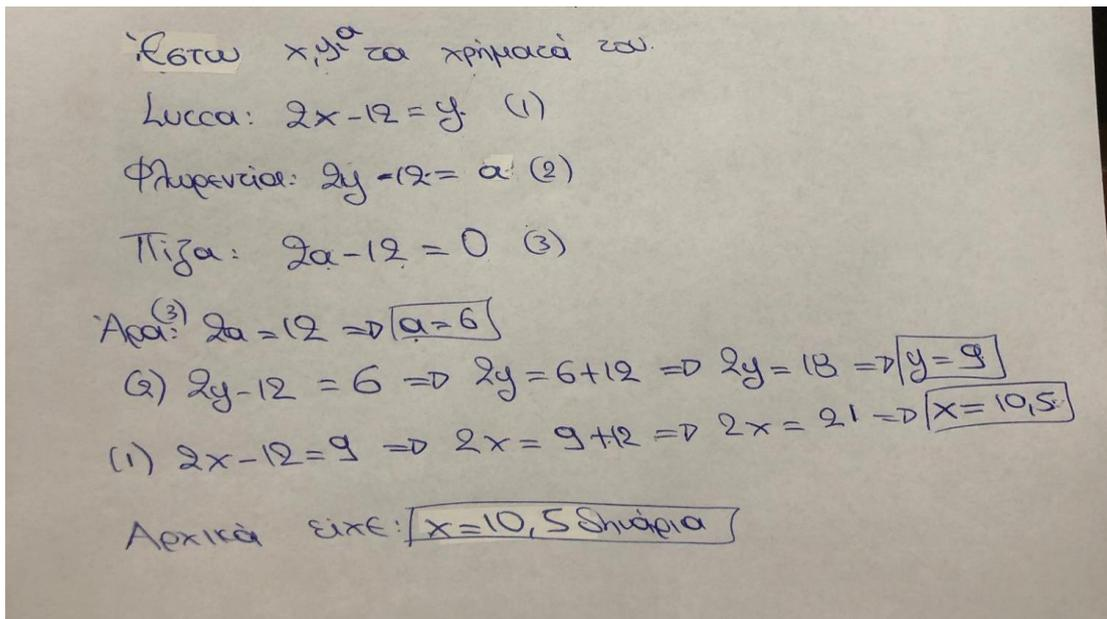 Έστω x, y, a τα χρήματά του.
Lucca: 2x-12=y (1)
Φλωρεντία: 2y-12=a (2)
Πίζα: 2a-12=0 (3)
Άρα: (3) 2a=12 => a=6
(2) 2y-12=6 => 2y=6+12 => 2y=18 => y=9
(1) 2x-12=9 => 2x=9+12 => 2x=21 => x=10,5
Αρχικά είχε: x=10,5 δηνάρια